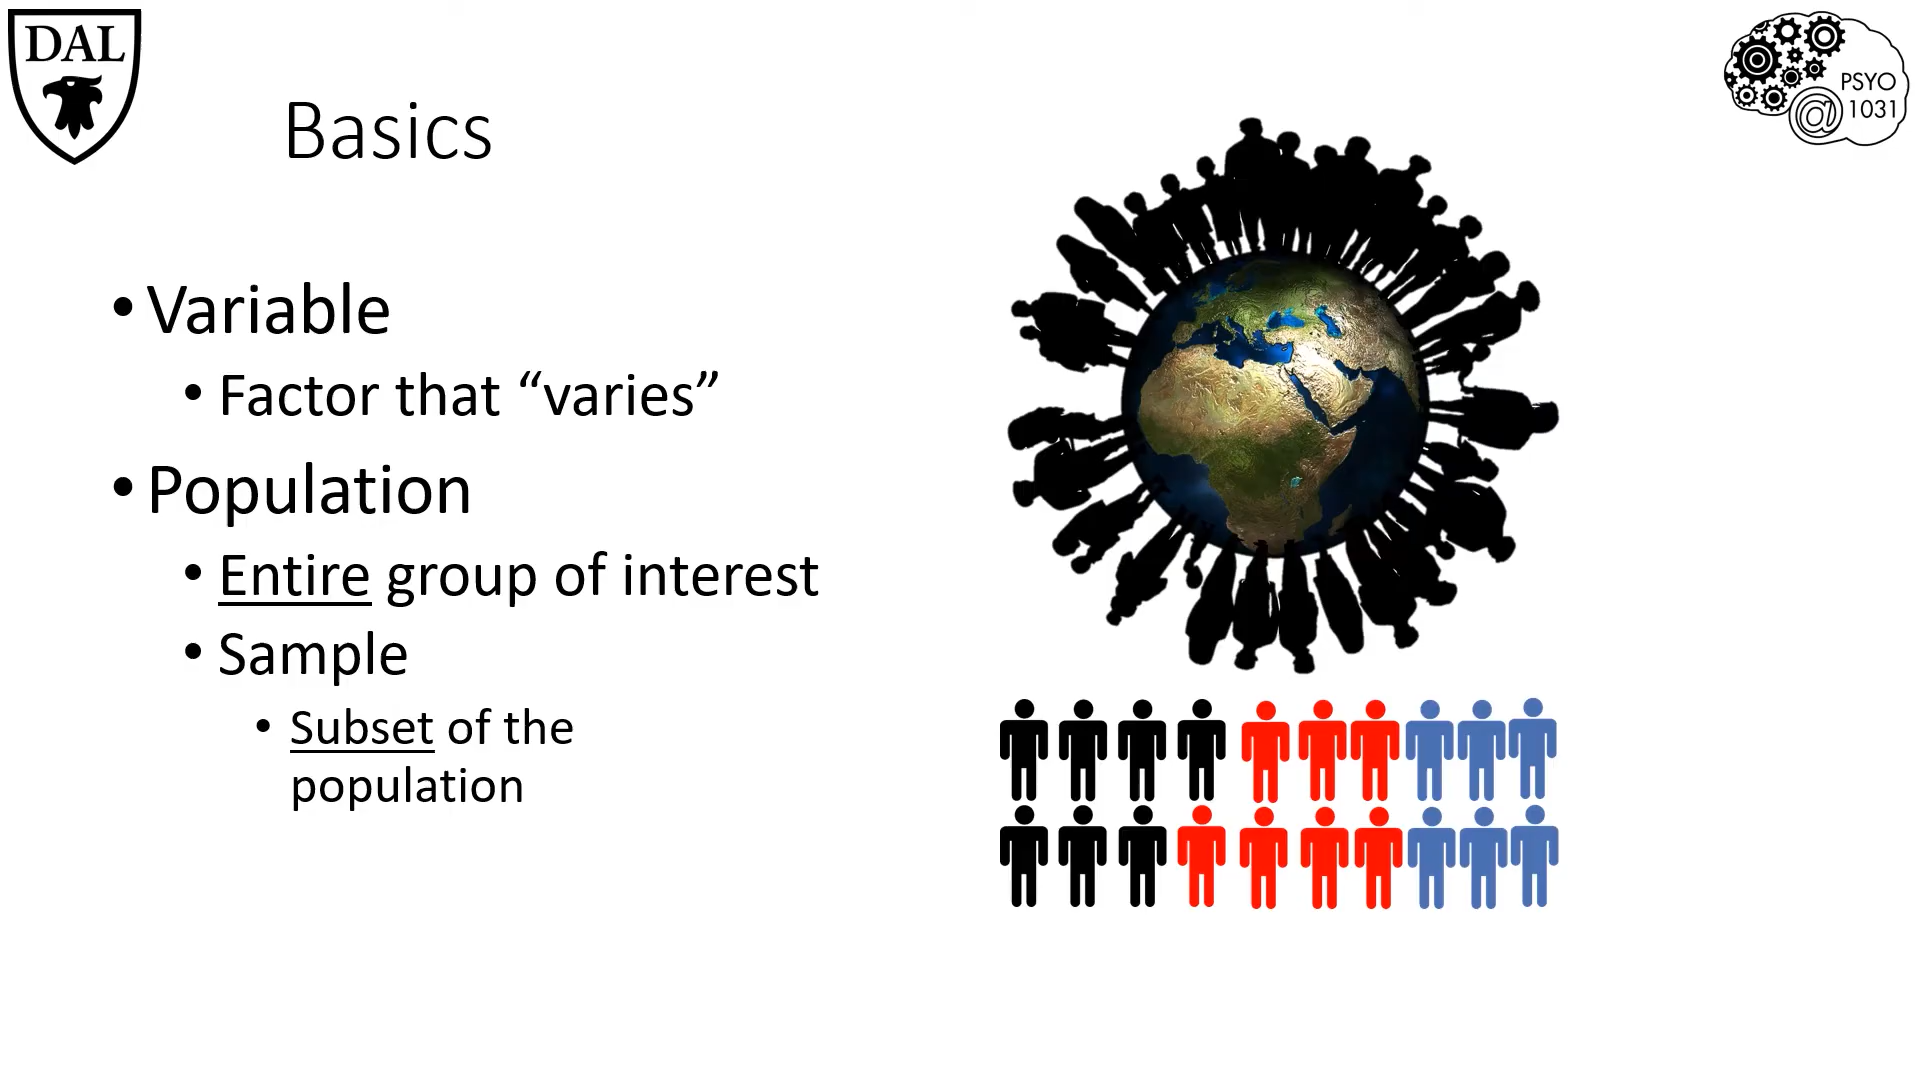 DAL
PSYO
@ 1031
Basics
• Variable
• Factor that “varies”
• Population
• Entire group of interest
• Sample
• Subset of the
population